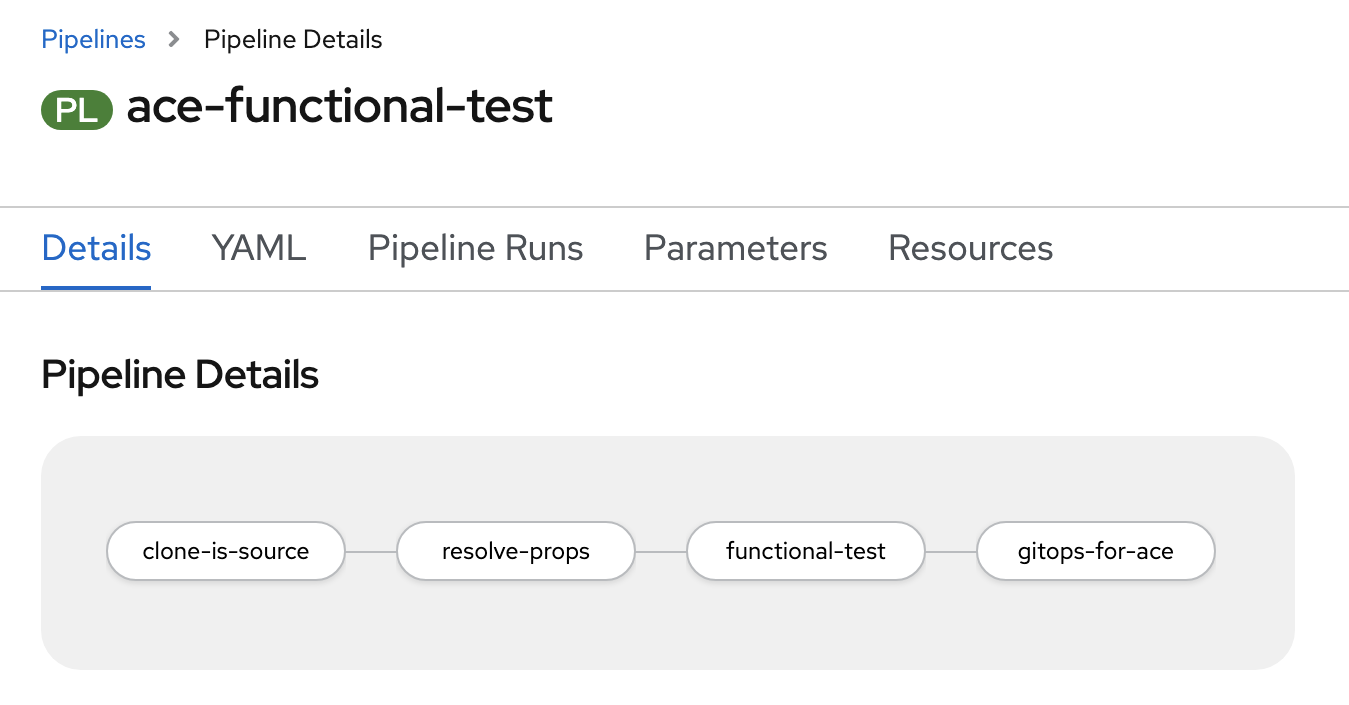 Pipelines > Pipeline Details
PL ace-functional-test
Details YAML Pipeline Runs Parameters Resources
Pipeline Details
clone-is-source resolve-props functional-test gitops-for-ace